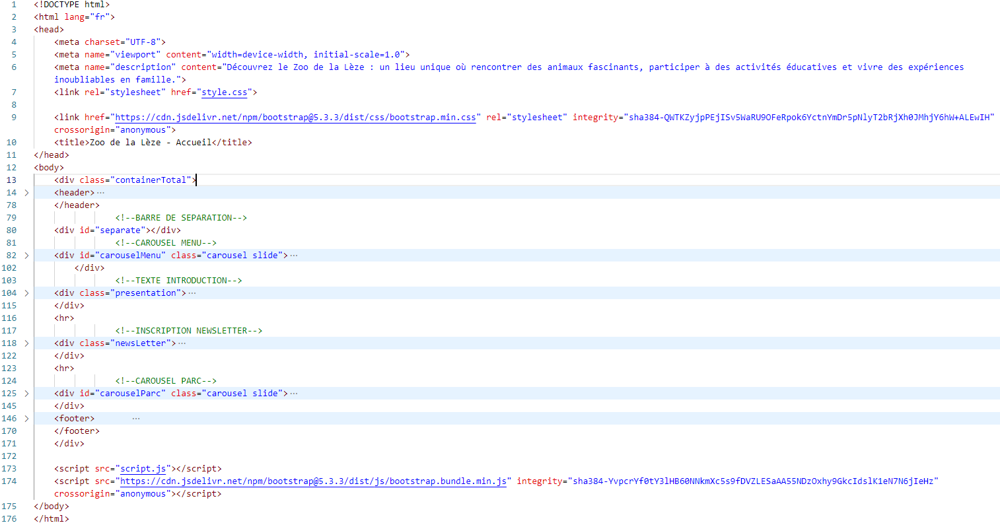 1 <!DOCTYPE html>
2 <html lang="fr">
3 <head>
4 <meta charset="UTF-8">
5 <meta name="viewport" content="width=device-width, initial-scale=1.0">
6 <meta name="description" content="Découvrez le Zoo de la Lèze : un lieu unique où rencontrer des animaux fascinants, participer à des activités éducatives et vivre des expériences
inoubliables en famille.">
7 <link rel="stylesheet" href="style.css">
8
9 <link href="https://cdn.jsdelivr.net/npm/bootstrap@5.3.3/dist/css/bootstrap.min.css" rel="stylesheet" integrity="sha384-QWTKZyjpPEjISv5WaRU9OFeRpok6YctnYmDr5pNlyT2bRjXh0JMhjY6hW+ALEwIH"
crossorigin="anonymous">
10 <title>Zoo de la Lèze - Accueil</title>
11 </head>
12 <body>
13 <div class="containerTotal">
14 <header>···
78 </header>
79 <!--BARRE DE SEPARATION-->
80 <div id="separate"></div>
81 <!--CAROUSEL MENU-->
82 <div id="carouselMenu" class="carousel slide">···
102 </div>
103 <!--TEXTE INTRODUCTION-->
104 <div class="presentation">···
115 </div>
116 <hr>
117 <!--INSCRIPTION NEWSLETTER-->
118 <div class="newsLetter">···
122 </div>
123 <hr>
124 <!--CAROUSEL PARC-->
125 <div id="carouselParc" class="carousel slide">···
145 </div>
146 <footer> ···
170 </footer>
171 </div>
172
173 <script src="script.js"></script>
174 <script src="https://cdn.jsdelivr.net/npm/bootstrap@5.3.3/dist/js/bootstrap.bundle.min.js" integrity="sha384-YvpcrYf0tY3lHB60NNkmXc5s9fDVZLESaAA55NDzOxhy9GkcIdslK1eN7N6jIeHz"
crossorigin="anonymous"></script>
175 </body>
176 </html>